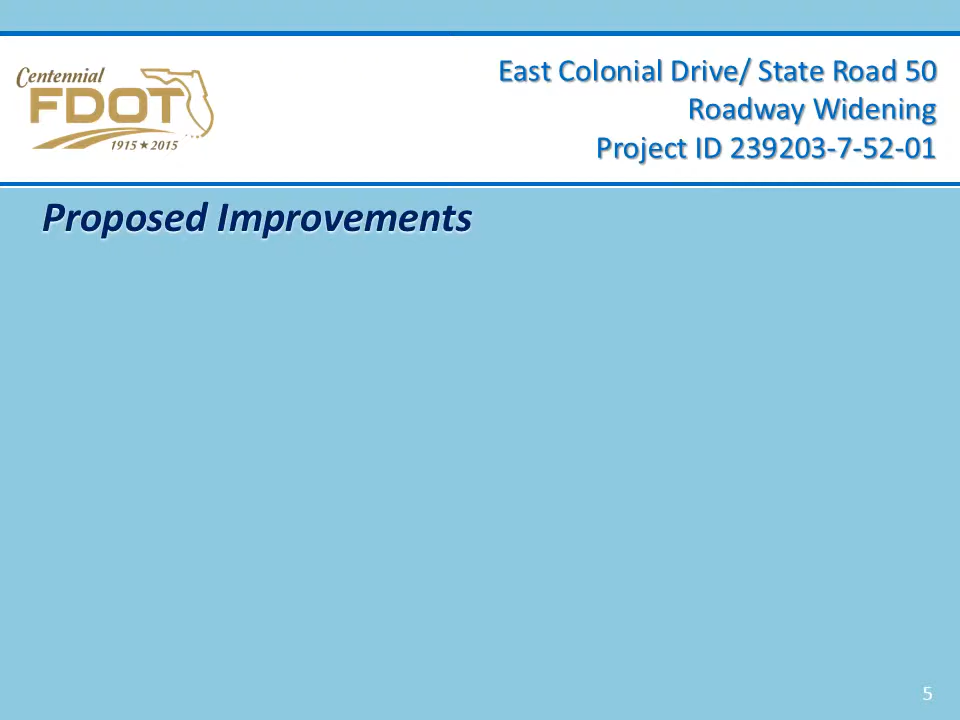 Centennial
FDOT
1915★2015
East Colonial Drive/ State Road 50
Roadway Widening
Project ID 239203-7-52-01
Proposed Improvements
5